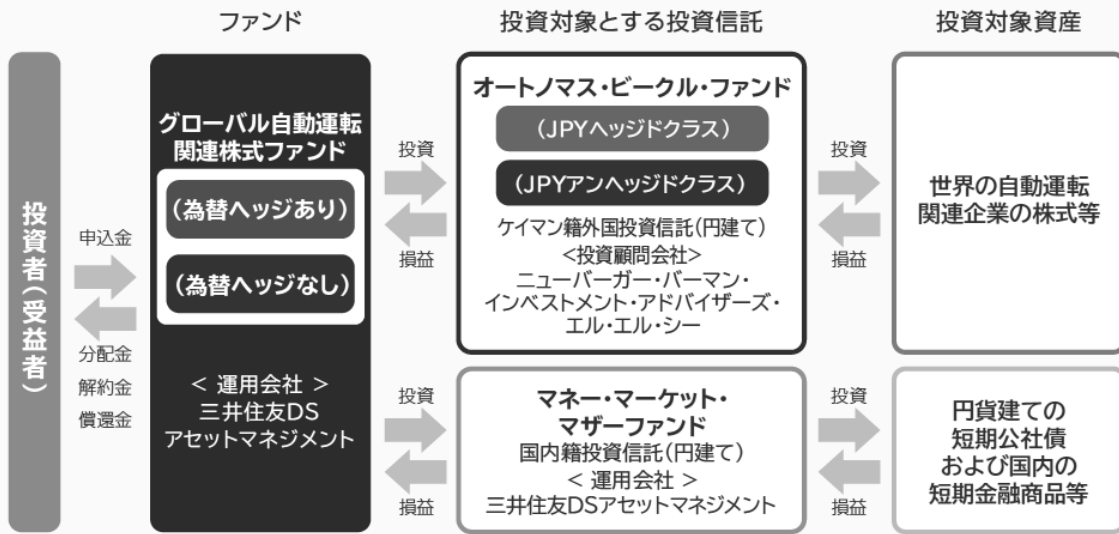 ファンド
投資対象とする投資信託
投資対象資産
投資者(受益者)
申込金
分配金
解約金
償還金
グローバル自動運転
関連株式ファンド
(為替ヘッジあり)
(為替ヘッジなし)
< 運用会社 >
三井住友DS
アセットマネジメント
投資
損益
オートノマス・ビークル・ファンド
(JPYヘッジドクラス)
(JPYアンヘッジドクラス)
ケイマン籍外国投資信託(円建て)
<投資顧問会社>
ニューバーガー・バーマン・
インベストメント・アドバイザーズ・
エル・エル・シー
投資
損益
世界の自動運転
関連企業の株式等
投資
損益
マネー・マーケット・
マザーファンド
国内籍投資信託(円建て)
< 運用会社 >
三井住友DSアセットマネジメント
投資
損益
円貨建ての
短期公社債
および国内の
短期金融商品等